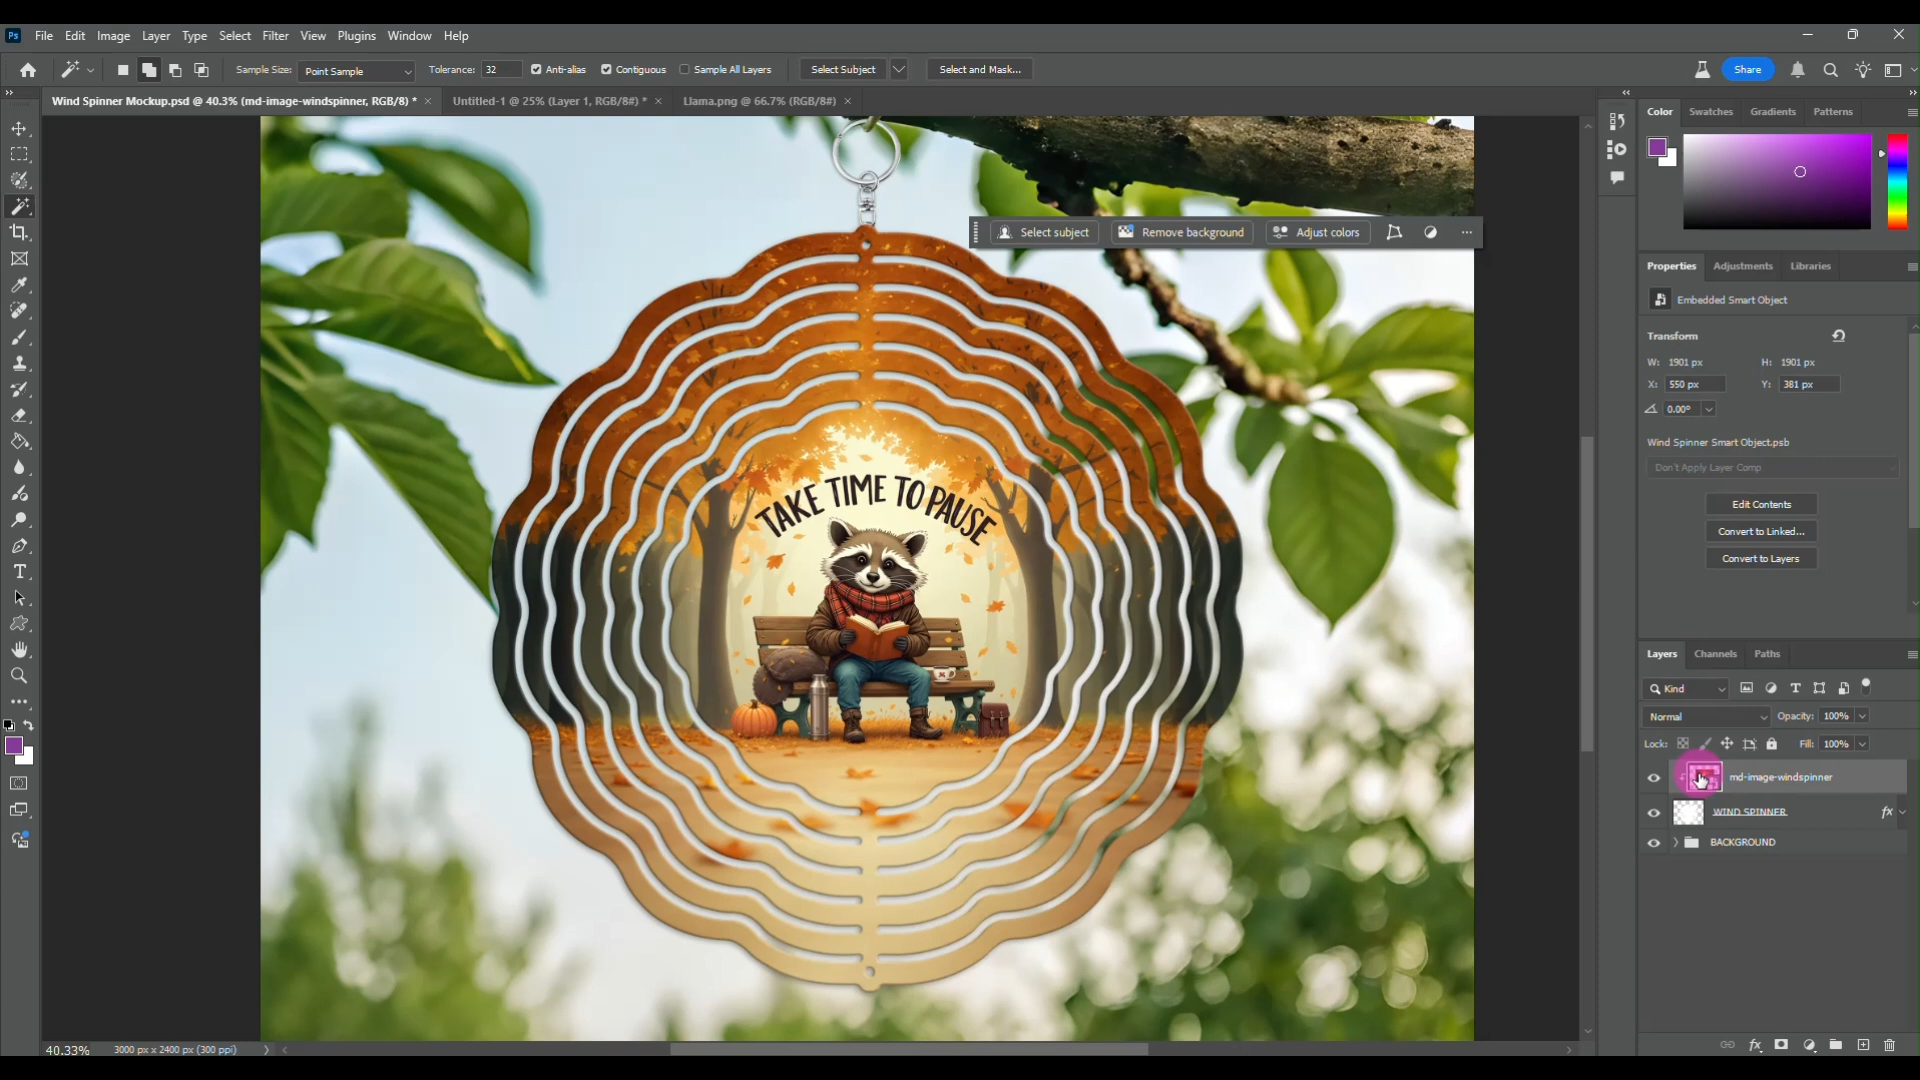 Ps File Edit Image Layer Type Select Filter View Plugins Window Help
Sample Size: Point Sample Tolerance: 32 Anti-alias Contiguous Sample All Layers Select Subject Select and Mask... Share
Wind Spinner Mockup.psd @ 40.3% (md-image-windspinner, RGB/8) * Untitled-1 @ 25% (Layer 1, RGB/8#) * Llama.png @ 66.7% (RGB/8#)
Color Swatches Gradients Patterns
Select subject Remove background Adjust colors
Properties Adjustments Libraries
Embedded Smart Object
Transform
W: 1901 px H: 1901 px
X: 550 px Y: 381 px
0.00°
Wind Spinner Smart Object.psb
Don't Apply Layer Comp
Edit Contents
Convert to Linked...
Convert to Layers
TAKE TIME TO PAUSE
Layers Channels Paths
Kind
Normal Opacity: 100%
Lock: Fill: 100%
md-image-windspinner
WIND SPINNER fx
BACKGROUND
40.33% 3000 px x 2400 px (300 ppi)
fx